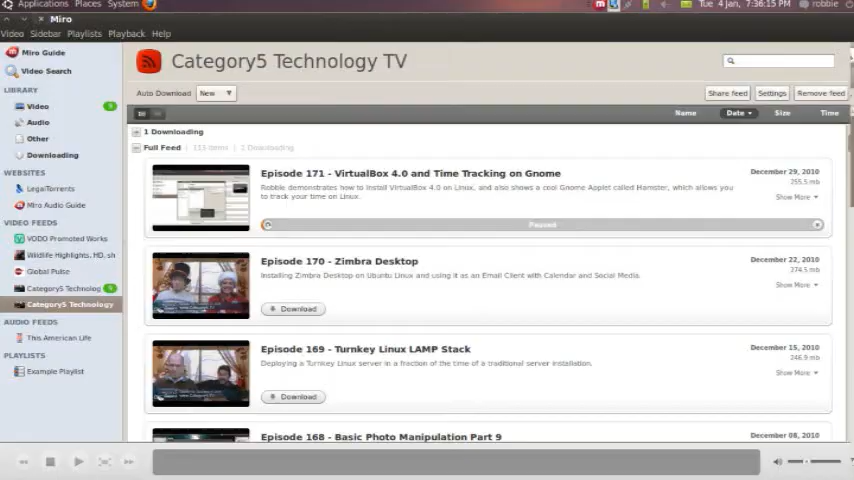 Applications Places System
Tue 4 Jan, 7:36:15 PM robbie
Miro
Video Sidebar Playlists Playback Help
Miro Guide
Video Search
LIBRARY
Video
Audio
Other
Downloading
WEBSITES
LegalTorrents
Miro Audio Guide
VIDEO FEEDS
VODO Promoted Works
Wildlife Highlights, HD, sh
Global Pulse
Category5 Technolog
Category5 Technology
AUDIO FEEDS
This American Life
PLAYLISTS
Example Playlist
Category5 Technology TV
Auto Download New
Share feed Settings Remove feed
Name Date Size Time
1 Downloading
Full Feed
Episode 171 - VirtualBox 4.0 and Time Tracking on Gnome
Robbie demonstrates how to install VirtualBox 4.0 on Linux, and also shows a cool Gnome Applet called Hamster, which allows you
to track your time on Linux.
December 29, 2010
255.5 mb
Show More
Paused
Episode 170 - Zimbra Desktop
Installing Zimbra Desktop on Ubuntu Linux and using it as an Email Client with Calendar and Social Media.
December 22, 2010
274.5 mb
Show More
Download
Episode 169 - Turnkey Linux LAMP Stack
Deploying a Turnkey Linux server in a fraction of the time of a traditional server installation.
December 15, 2010
246.9 mb
Show More
Download
Episode 168 - Basic Photo Manipulation Part 9
December 08, 2010